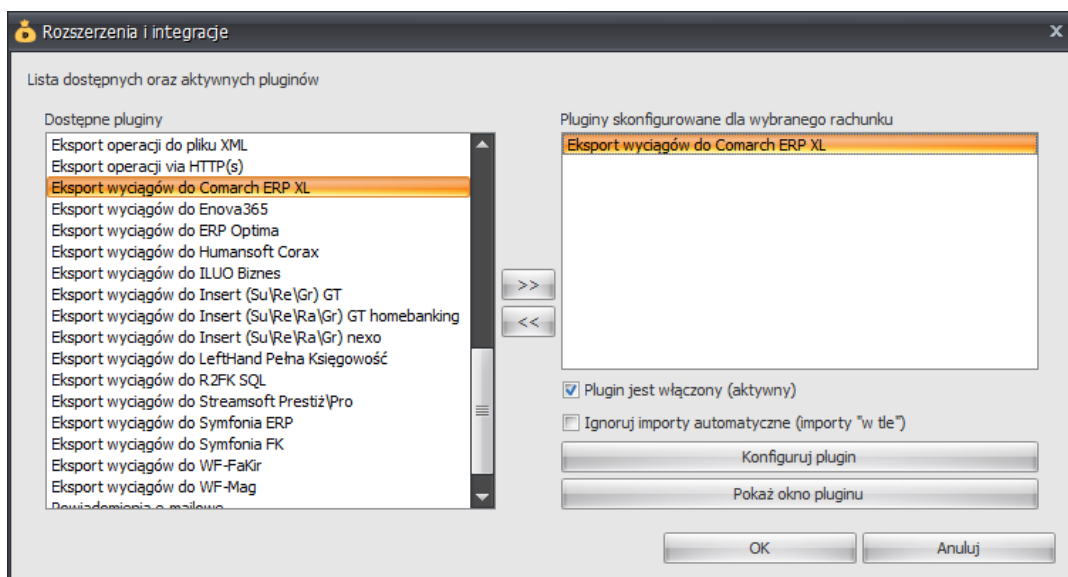 Rozszerzenia i integracje
x
Lista dostępnych oraz aktywnych pluginów
Dostępne pluginy
Eksport operacji do pliku XML
Eksport operacji via HTTP(s)
Eksport wyciągów do Comarch ERP XL
Eksport wyciągów do Enova365
Eksport wyciągów do ERP Optima
Eksport wyciągów do Humansoft Corax
Eksport wyciągów do ILUO Biznes
Eksport wyciągów do Insert (Su\Re\Gr) GT
Eksport wyciągów do Insert (Su\Re\Ra\Gr) GT homebanking
Eksport wyciągów do Insert (Su\Re\Ra\Gr) nexo
Eksport wyciągów do LeftHand Pełna Księgowość
Eksport wyciągów do R2FK SQL
Eksport wyciągów do Streamsoft Prestiż\Pro
Eksport wyciągów do Symfonia ERP
Eksport wyciągów do Symfonia FK
Eksport wyciągów do WF-FaKir
Eksport wyciągów do WF-Mag
Powiadomienia e-mailowe
>>
<<
Pluginy skonfigurowane dla wybranego rachunku
Eksport wyciągów do Comarch ERP XL
Plugin jest włączony (aktywny)
Ignoruj importy automatyczne (importy "w tle")
Konfiguruj plugin
Pokaż okno pluginu
OK
Anuluj